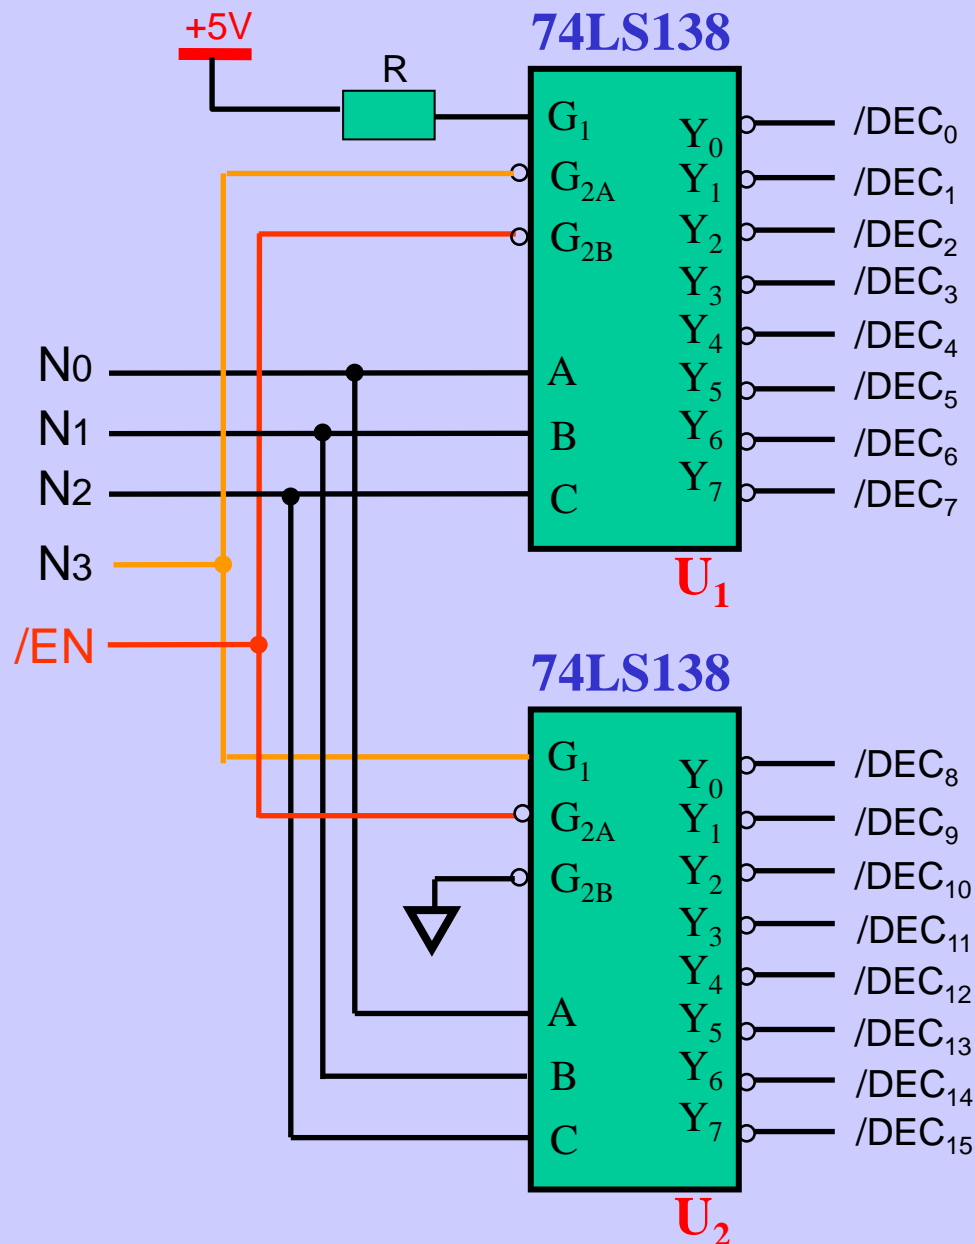 +5V
R
74LS138
G₁
G₂A
G₂B
A
B
C
Y₀
Y₁
Y₂
Y₃
Y₄
Y₅
Y₆
Y₇
/DEC₀
/DEC₁
/DEC₂
/DEC₃
/DEC₄
/DEC₅
/DEC₆
/DEC₇
N0
N1
N2
N3
/EN
U₁
74LS138
G₁
G₂A
G₂B
A
B
C
Y₀
Y₁
Y₂
Y₃
Y₄
Y₅
Y₆
Y₇
/DEC₈
/DEC₉
/DEC₁₀
/DEC₁₁
/DEC₁₂
/DEC₁₃
/DEC₁₄
/DEC₁₅
U₂